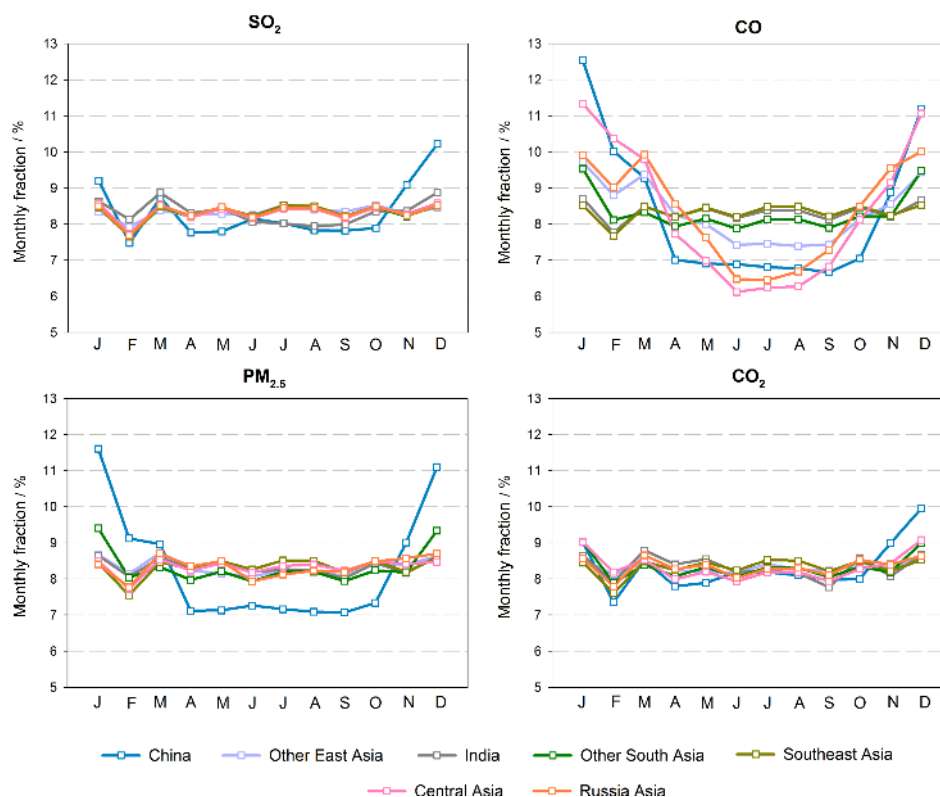 SO2
CO
Monthly fraction / %
13
12
11
10
9
8
7
6
5
J F M A M J J A S O N D
Monthly fraction / %
13
12
11
10
9
8
7
6
5
J F M A M J J A S O N D
PM2.5
CO2
Monthly fraction / %
13
12
11
10
9
8
7
6
5
J F M A M J J A S O N D
Monthly fraction / %
13
12
11
10
9
8
7
6
5
J F M A M J J A S O N D
China Other East Asia India Other South Asia Southeast Asia
Central Asia Russia Asia